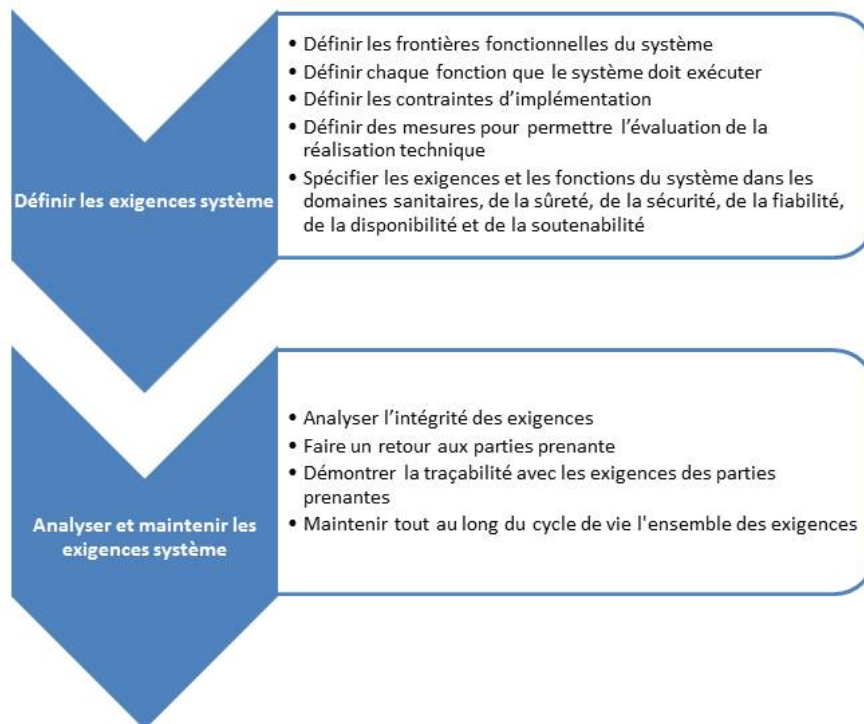 Définir les exigences système
• Définir les frontières fonctionnelles du système
• Définir chaque fonction que le système doit exécuter
• Définir les contraintes d’implémentation
• Définir des mesures pour permettre l’évaluation de la
réalisation technique
• Spécifier les exigences et les fonctions du système dans les
domaines sanitaires, de la sûreté, de la sécurité, de la fiabilité,
de la disponibilité et de la soutenabilité
Analyser et maintenir les
exigences système
• Analyser l’intégrité des exigences
• Faire un retour aux parties prenante
• Démontrer la traçabilité avec les exigences des parties
prenantes
• Maintenir tout au long du cycle de vie l'ensemble des exigences